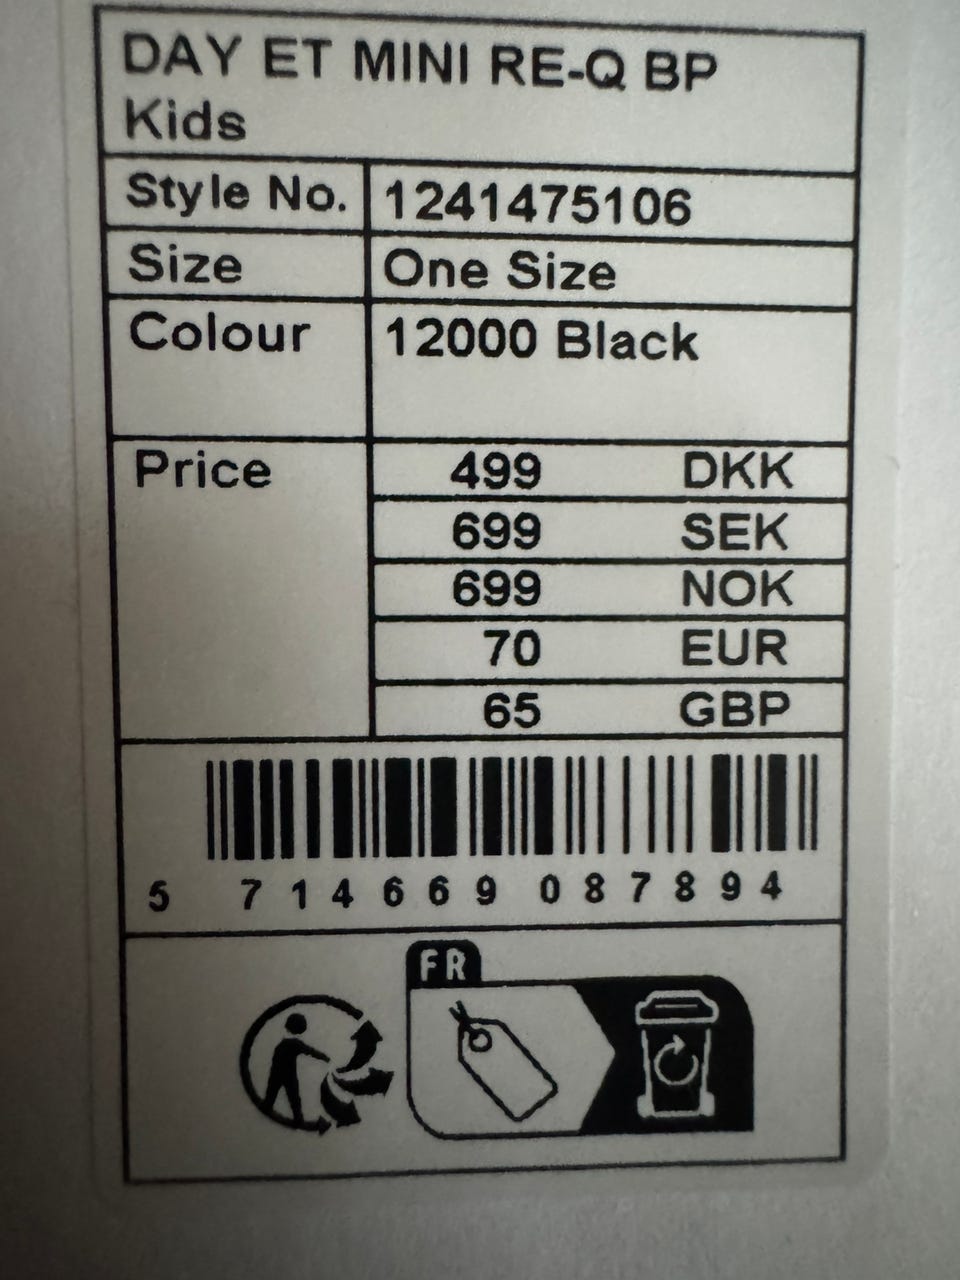 DAY ET MINI RE-Q BP
Kids
Style No. 1241475106
Size One Size
Colour 12000 Black
Price 499 DKK
699 SEK
699 NOK
70 EUR
65 GBP
5 714669 087894
FR